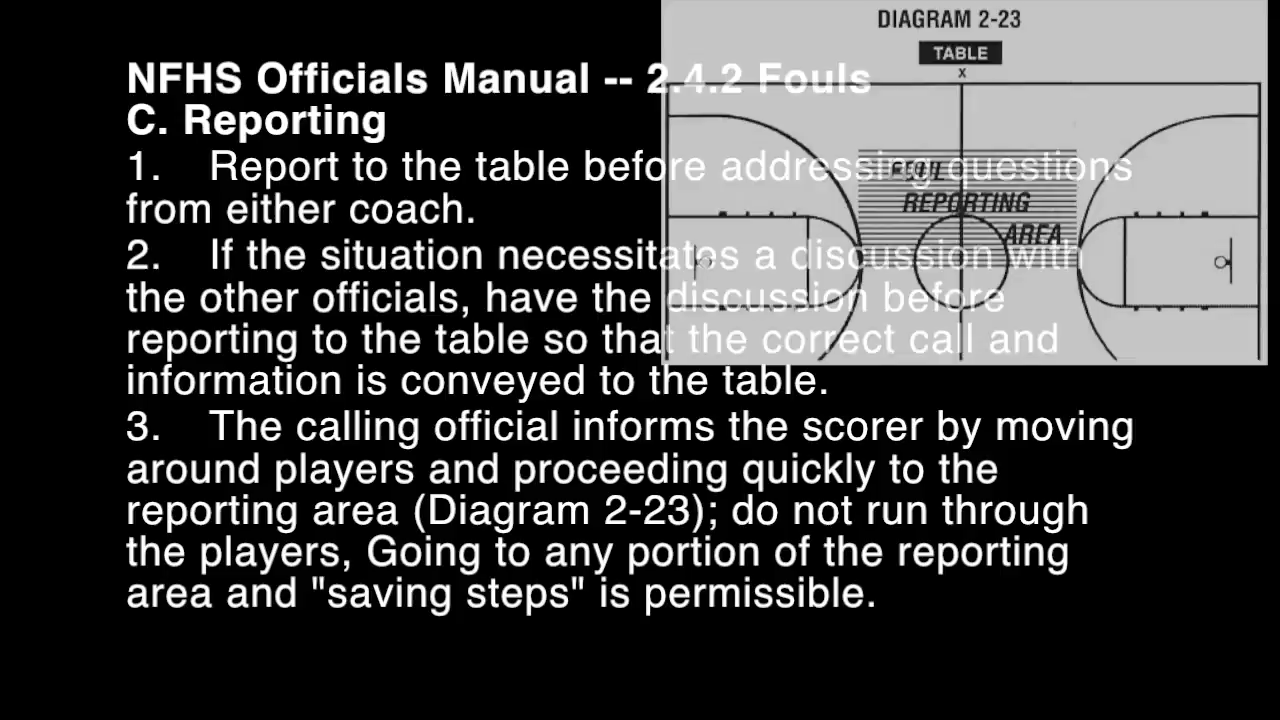 DIAGRAM 2-23
TABLE
x
NFHS Officials Manual -- 2.4.2 Fouls
C. Reporting
1. Report to the table before addressing questions
from either coach.
2. If the situation necessitates a discussion with
the other officials, have the discussion before
reporting to the table so that the correct call and
information is conveyed to the table.
3. The calling official informs the scorer by moving
around players and proceeding quickly to the
reporting area (Diagram 2-23); do not run through
the players, Going to any portion of the reporting
area and "saving steps" is permissible.
FOUL
REPORTING
AREA